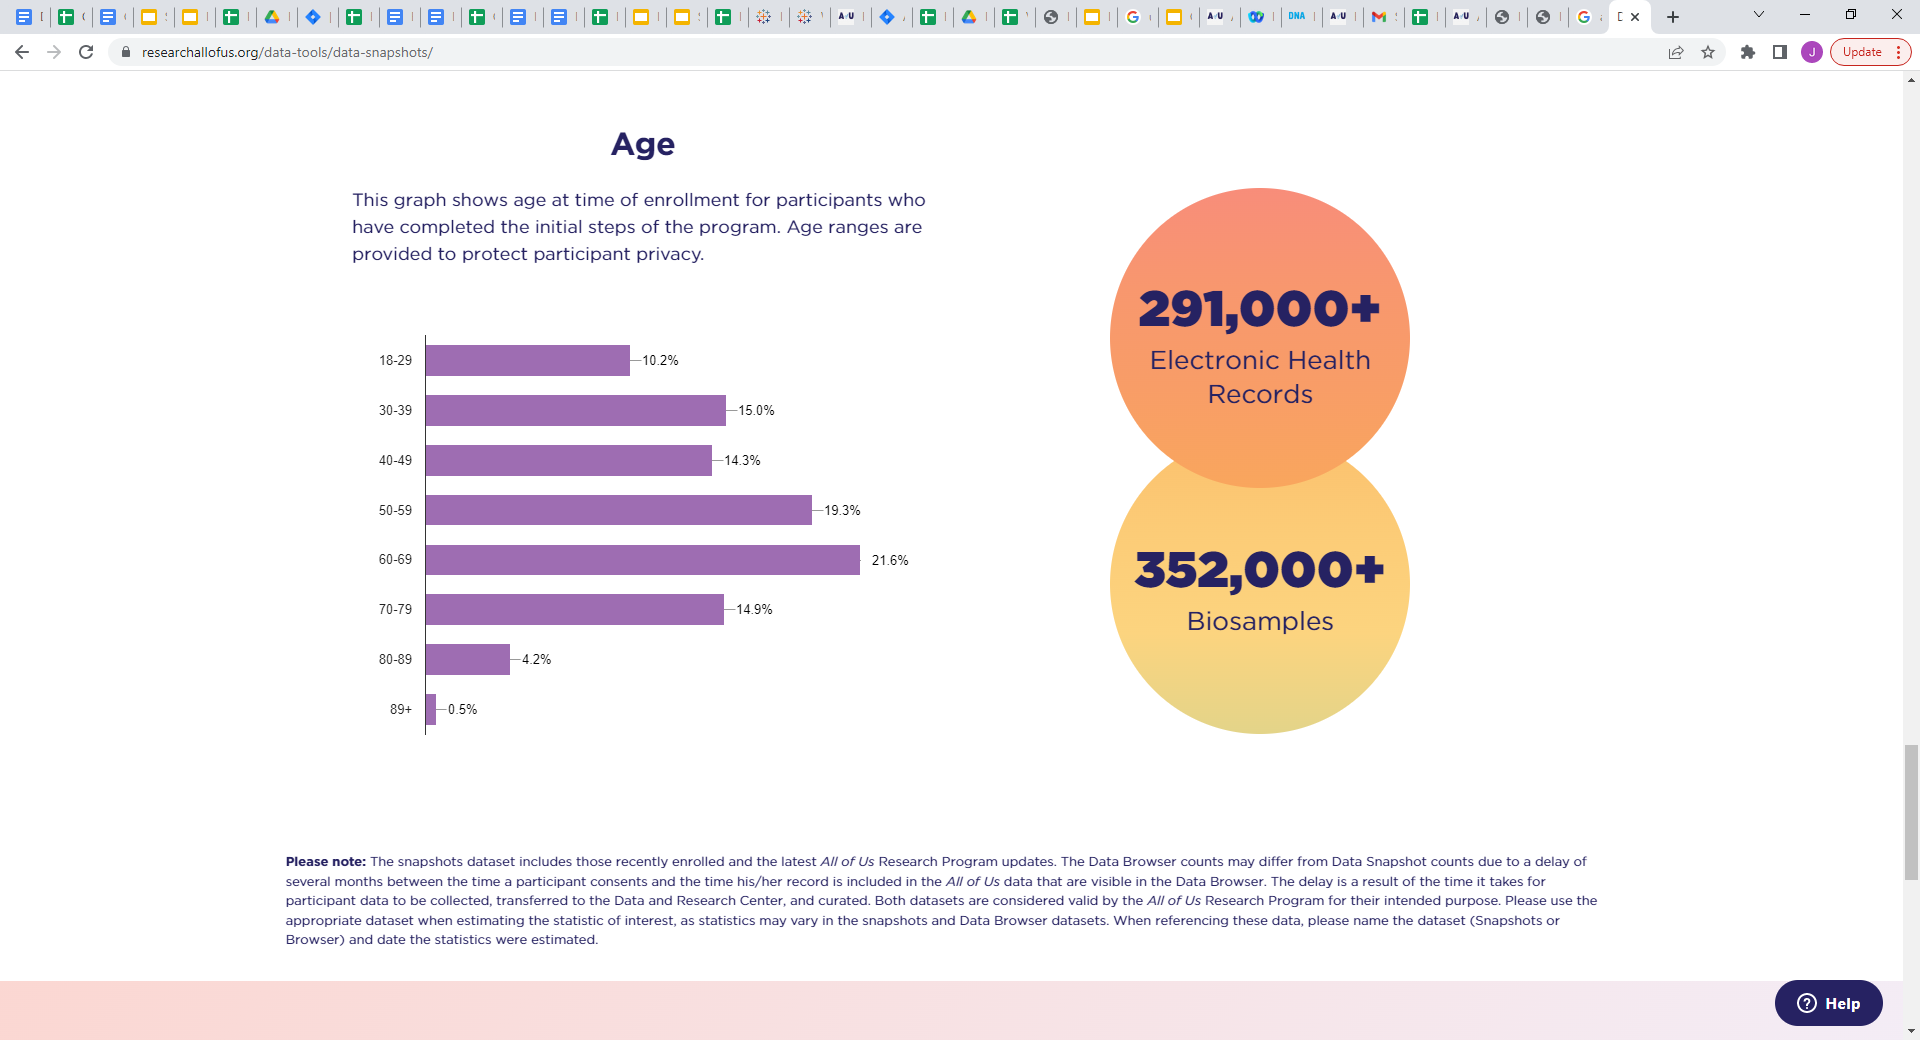 researchallofus.org/data-tools/data-snapshots/
J
Update
Age
This graph shows age at time of enrollment for participants who
have completed the initial steps of the program. Age ranges are
provided to protect participant privacy.
18-29 10.2%
30-39 15.0%
40-49 14.3%
50-59 19.3%
60-69 21.6%
70-79 14.9%
80-89 4.2%
89+ 0.5%
291,000+
Electronic Health
Records
352,000+
Biosamples
Please note: The snapshots dataset includes those recently enrolled and the latest All of Us Research Program updates. The Data Browser counts may differ from Data Snapshot counts due to a delay of
several months between the time a participant consents and the time his/her record is included in the All of Us data that are visible in the Data Browser. The delay is a result of the time it takes for
participant data to be collected, transferred to the Data and Research Center, and curated. Both datasets are considered valid by the All of Us Research Program for their intended purpose. Please use the
appropriate dataset when estimating the statistic of interest, as statistics may vary in the snapshots and Data Browser datasets. When referencing these data, please name the dataset (Snapshots or
Browser) and date the statistics were estimated.
Help